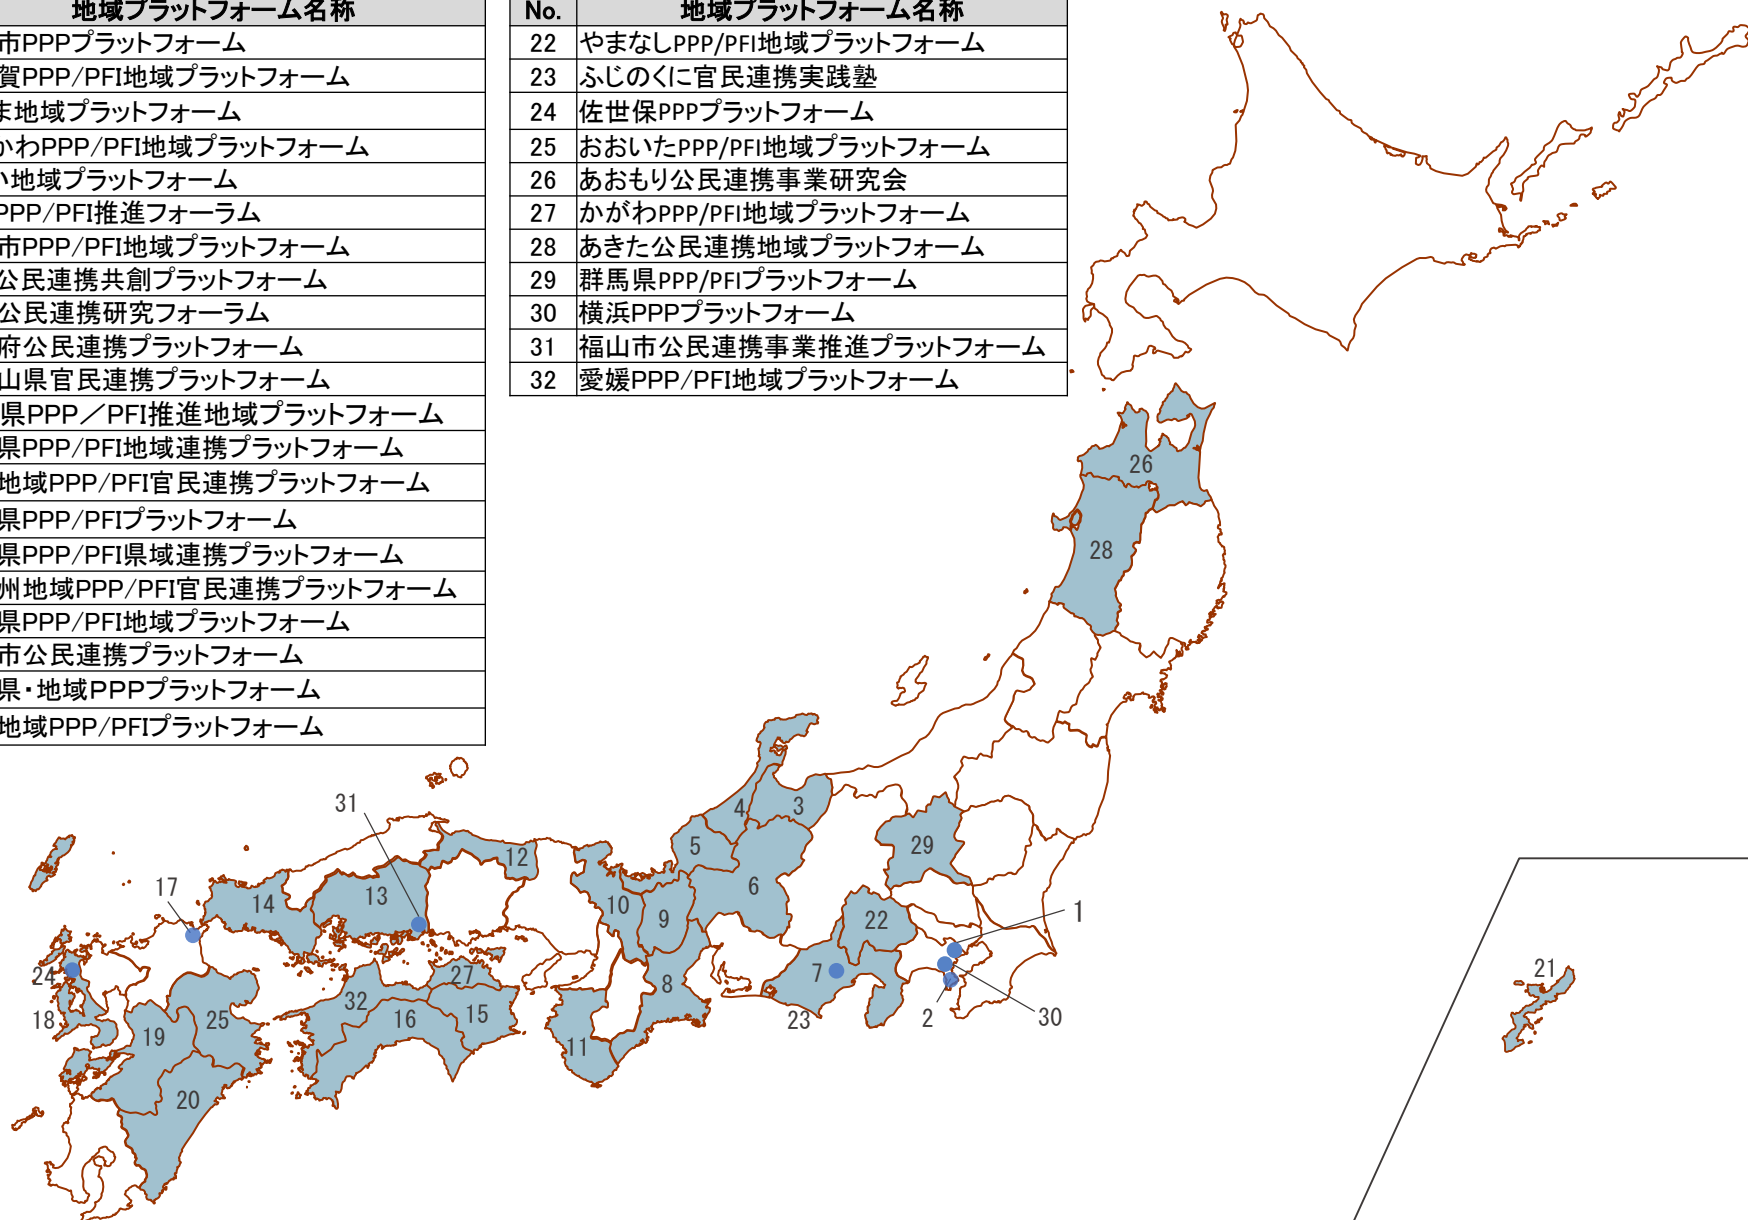 地域プラットフォーム名称
市PPPプラットフォーム
賀PPP/PFI地域プラットフォーム
ま地域プラットフォーム
かわPPP/PFI地域プラットフォーム
い地域プラットフォーム
PPP/PFI推進フォーラム
市PPP/PFI地域プラットフォーム
公民連携共創プラットフォーム
公民連携研究フォーラム
府公民連携プラットフォーム
山県官民連携プラットフォーム
県PPP／PFI推進地域プラットフォーム
県PPP/PFI地域連携プラットフォーム
地域PPP/PFI官民連携プラットフォーム
県PPP/PFIプラットフォーム
県PPP/PFI県域連携プラットフォーム
州地域PPP/PFI官民連携プラットフォーム
県PPP/PFI地域プラットフォーム
市公民連携プラットフォーム
県・地域PPPプラットフォーム
地域PPP/PFIプラットフォーム
No. 地域プラットフォーム名称
22 やまなしPPP/PFI地域プラットフォーム
23 ふじのくに官民連携実践塾
24 佐世保PPPプラットフォーム
25 おおいたPPP/PFI地域プラットフォーム
26 あおもり公民連携事業研究会
27 かがわPPP/PFI地域プラットフォーム
28 あきた公民連携地域プラットフォーム
29 群馬県PPP/PFIプラットフォーム
30 横浜PPPプラットフォーム
31 福山市公民連携事業推進プラットフォーム
32 愛媛PPP/PFI地域プラットフォーム
26
28
31
4
3
5
29
12
17
13
6
14
10
9
22
1
24
7
21
27
8
32
18
16
15
25
23
2
30
19
11
20